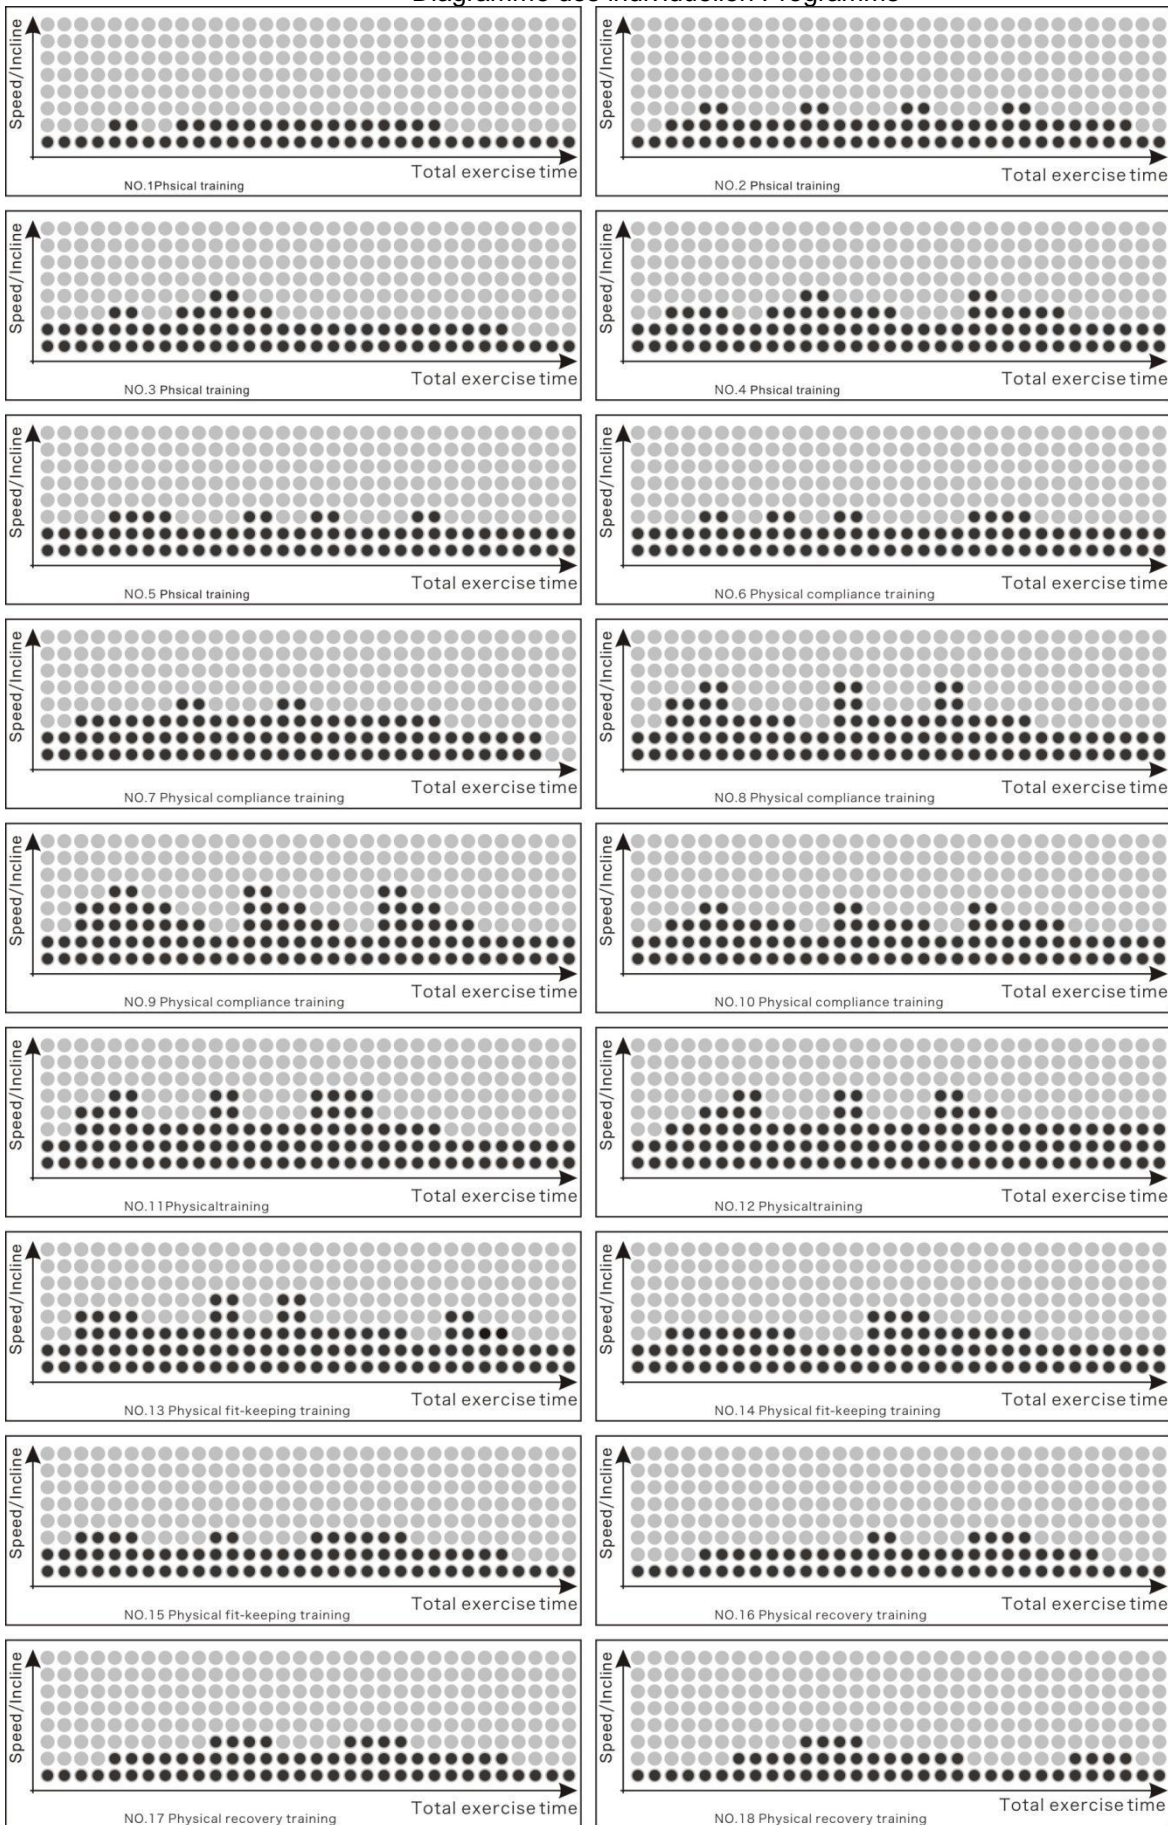 Diagramme des individuellen Programms
Speed/Incline
Total exercise time
NO.1Phsical training
Speed/Incline
Total exercise time
NO.2 Phsical training
Speed/Incline
Total exercise time
NO.3 Phsical training
Speed/Incline
Total exercise time
NO.4 Phsical training
Speed/Incline
Total exercise time
NO.5 Phsical training
Speed/Incline
Total exercise time
NO.6 Physical compliance training
Speed/Incline
Total exercise time
NO.7 Physical compliance training
Speed/Incline
Total exercise time
NO.8 Physical compliance training
Speed/Incline
Total exercise time
NO.9 Physical compliance training
Speed/Incline
Total exercise time
NO.10 Physical compliance training
Speed/Incline
Total exercise time
NO.11Physicaltraining
Speed/Incline
Total exercise time
NO.12 Physicaltraining
Speed/Incline
Total exercise time
NO.13 Physical fit-keeping training
Speed/Incline
Total exercise time
NO.14 Physical fit-keeping training
Speed/Incline
Total exercise time
NO.15 Physical fit-keeping training
Speed/Incline
Total exercise time
NO.16 Physical recovery training
Speed/Incline
Total exercise time
NO.17 Physical recovery training
Speed/Incline
Total exercise time
NO.18 Physical recovery training